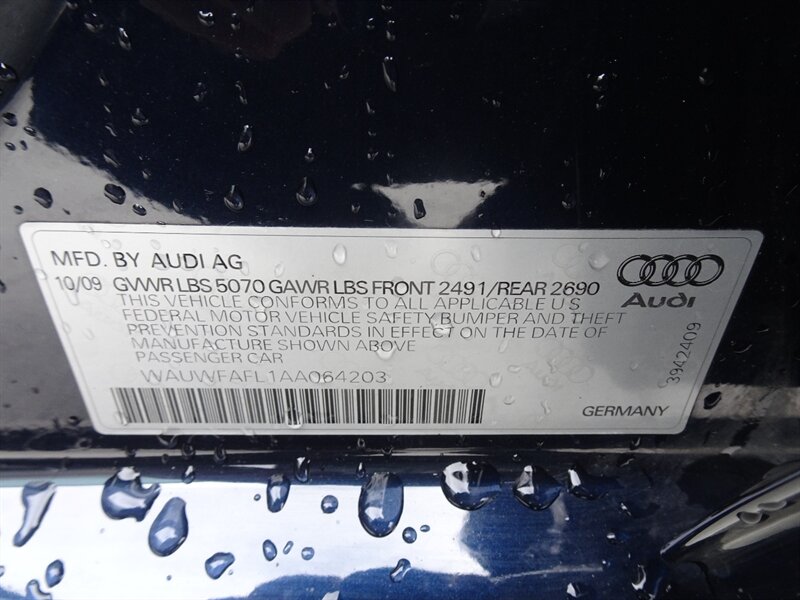 MFD. BY AUDI AG
10/09 GVWR LBS 5070 GAWR LBS FRONT 2491/REAR 2690
THIS VEHICLE CONFORMS TO ALL APPLICABLE U S
FEDERAL MOTOR VEHICLE SAFETY BUMPER AND THEFT
PREVENTION STANDARDS IN EFFECT ON THE DATE OF
MANUFACTURE SHOWN ABOVE
PASSENGER CAR
WAUWFAFL1AA064203
Audi
3942409
GERMANY